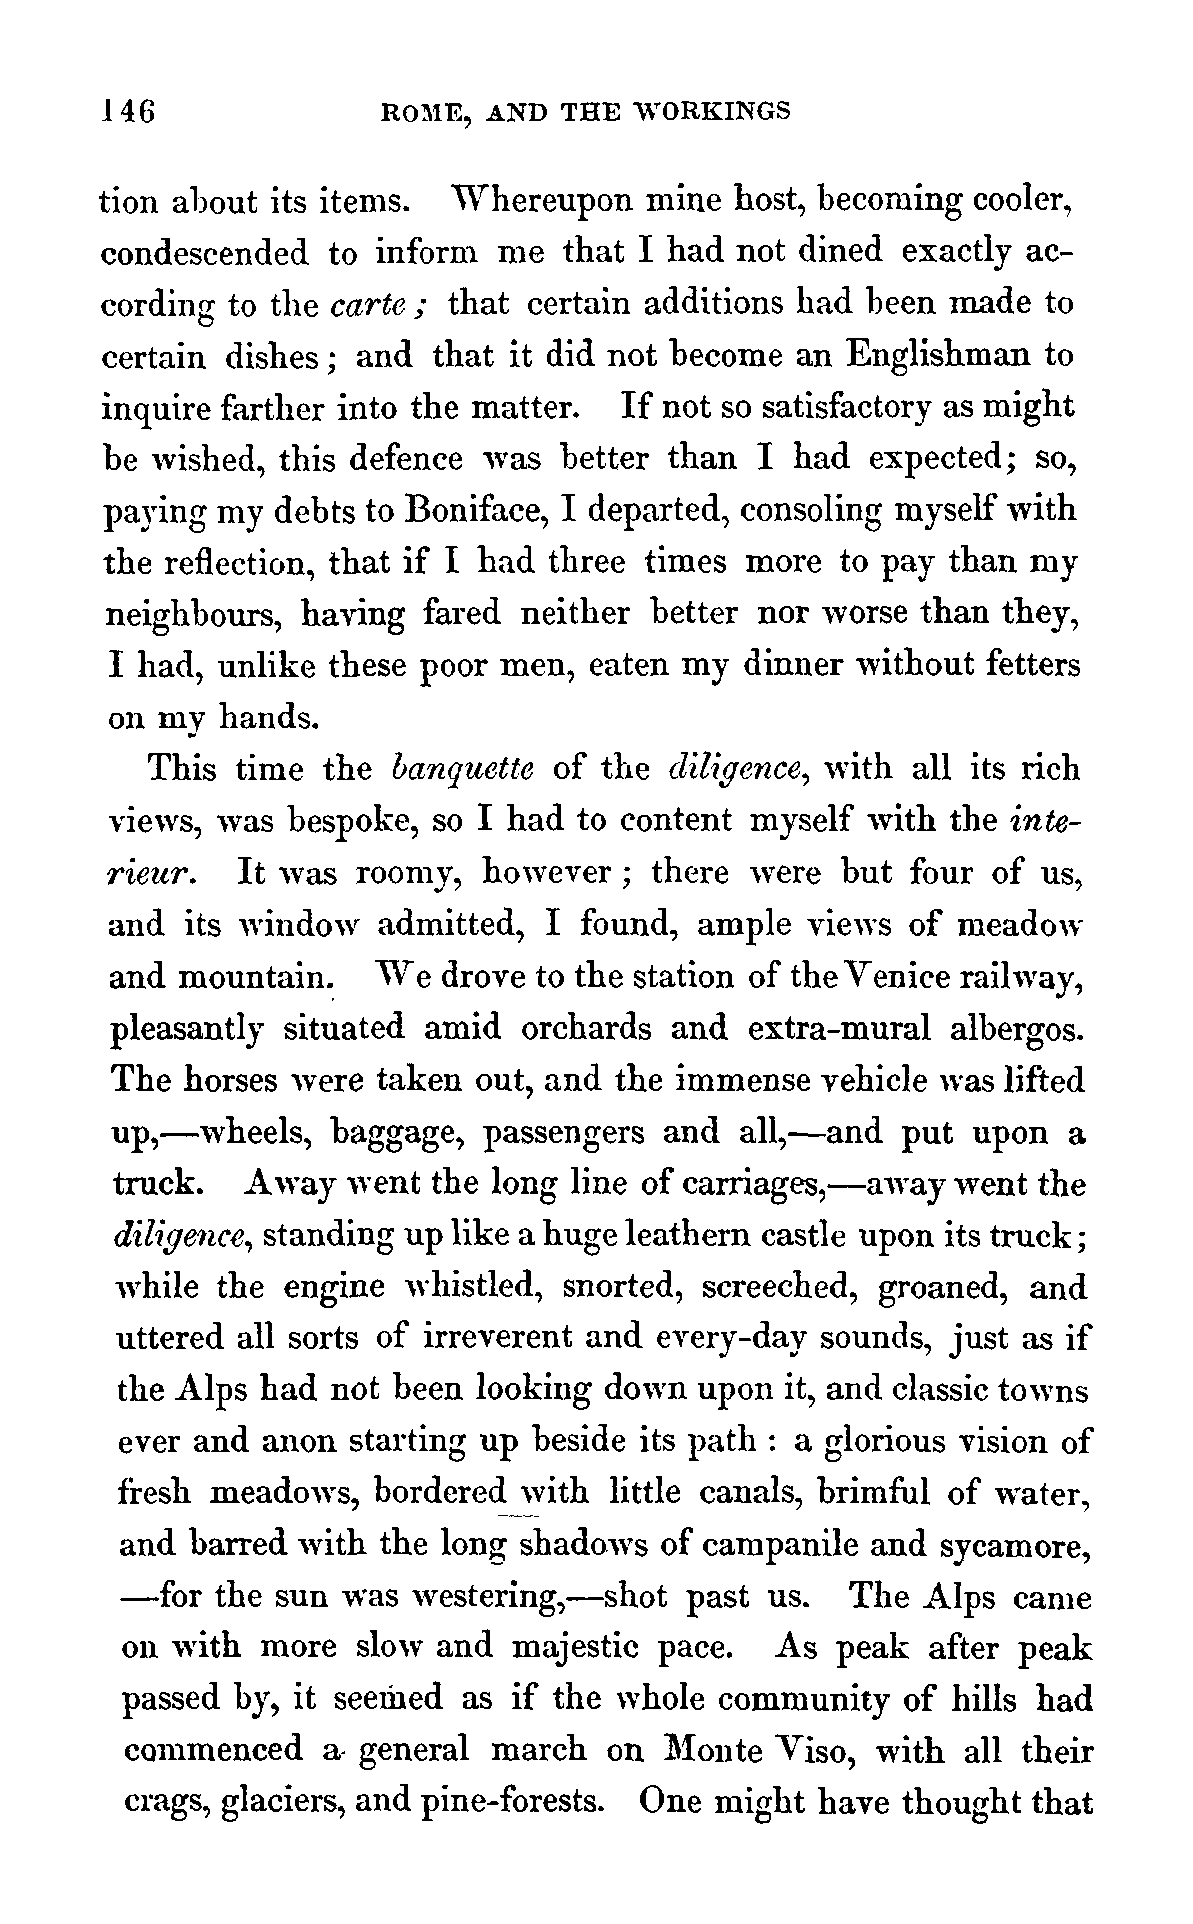 146 ROME, AND THE WORKINGS
tion about its items. Whereupon mine host, becoming cooler,
condescended to inform me that I had not dined exactly ac-
cording to the carte ; that certain additions had been made to
certain dishes ; and that it did not become an Englishman to
inquire farther into the matter. If not so satisfactory as might
be wished, this defence was better than I had expected; so,
paying my debts to Boniface, I departed, consoling myself with
the reflection, that if I had three times more to pay than my
neighbours, having fared neither better nor worse than they,
I had, unlike these poor men, eaten my dinner without fetters
on my hands.
This time the banquette of the diligence, with all its rich
views, was bespoke, so I had to content myself with the inte-
rieur. It was roomy, however ; there were but four of us,
and its window admitted, I found, ample views of meadow
and mountain. We drove to the station of the Venice railway,
pleasantly situated amid orchards and extra-mural albergos.
The horses were taken out, and the immense vehicle was lifted
up,—wheels, baggage, passengers and all,—and put upon a
truck. Away went the long line of carriages,—away went the
diligence, standing up like a huge leathern castle upon its truck;
while the engine whistled, snorted, screeched, groaned, and
uttered all sorts of irreverent and every-day sounds, just as if
the Alps had not been looking down upon it, and classic towns
ever and anon starting up beside its path : a glorious vision of
fresh meadows, bordered with little canals, brimful of water,
and barred with the long shadows of campanile and sycamore,
—for the sun was westering,—shot past us. The Alps came
on with more slow and majestic pace. As peak after peak
passed by, it seemed as if the whole community of hills had
commenced a general march on Monte Viso, with all their
crags, glaciers, and pine-forests. One might have thought that